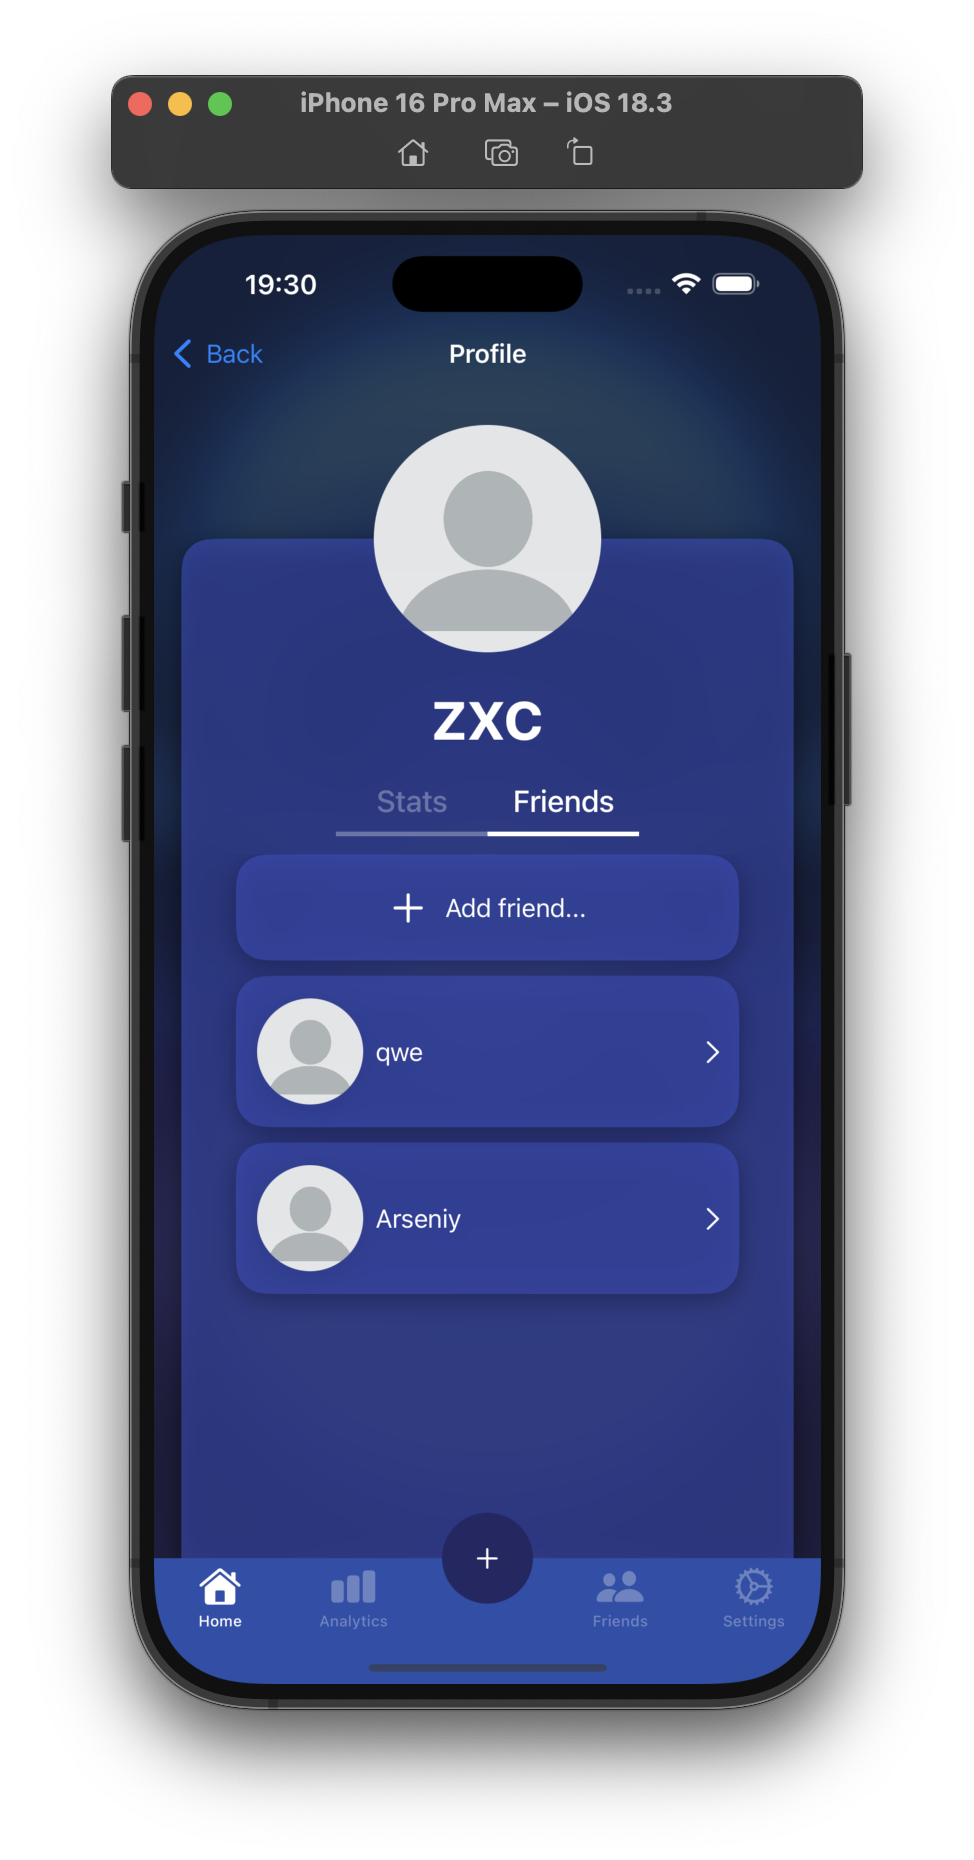 iPhone 16 Pro Max – iOS 18.3
19:30
Back
Profile
ZXC
Stats
Friends
Add friend...
qwe
Arseniy
Home
Analytics
Friends
Settings